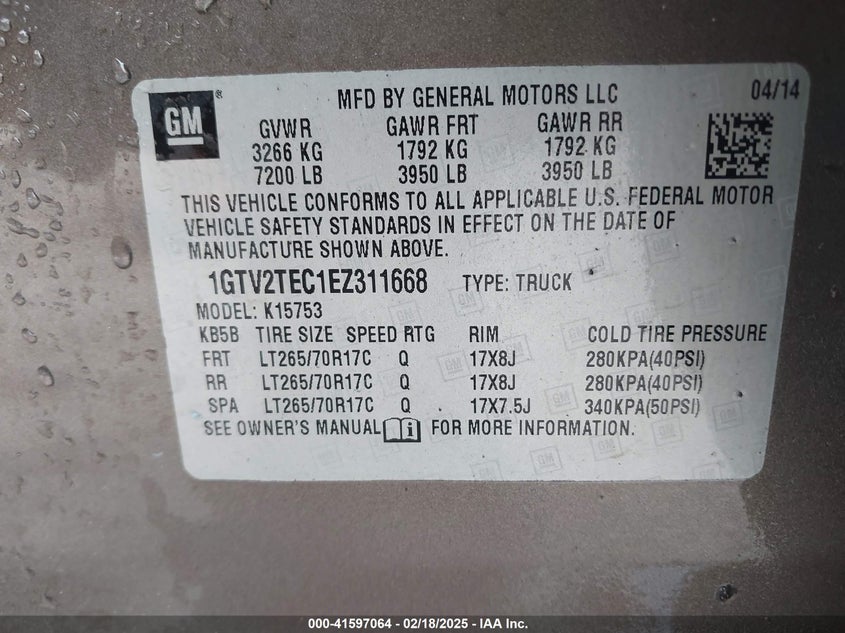 GM
MFD BY GENERAL MOTORS LLC 04/14
GVWR GAWR FRT GAWR RR
3266 KG 1792 KG 1792 KG
7200 LB 3950 LB 3950 LB
THIS VEHICLE CONFORMS TO ALL APPLICABLE U.S. FEDERAL MOTOR
VEHICLE SAFETY STANDARDS IN EFFECT ON THE DATE OF
MANUFACTURE SHOWN ABOVE.
1GTV2TEC1EZ311668 TYPE: TRUCK
MODEL: K15753
KB5B TIRE SIZE SPEED RTG RIM COLD TIRE PRESSURE
FRT LT265/70R17C Q 17X8J 280KPA(40PSI)
RR LT265/70R17C Q 17X8J 280KPA(40PSI)
SPA LT265/70R17C Q 17X7.5J 340KPA(50PSI)
SEE OWNER'S MANUAL FOR MORE INFORMATION.
000-41597064 - 02/18/2025 - IAA Inc.